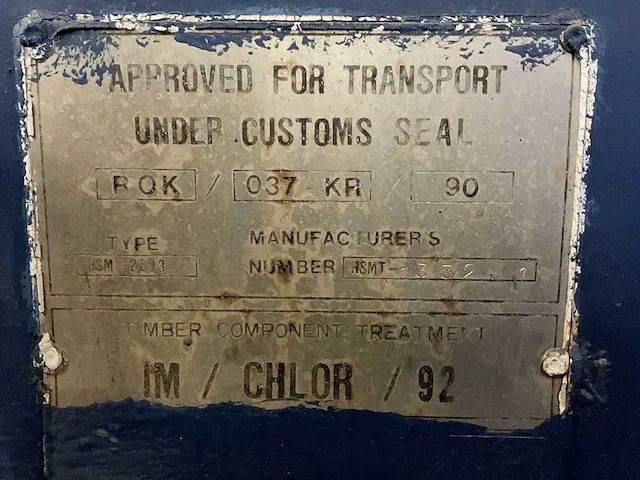 APPROVED FOR TRANSPORT
UNDER CUSTOMS SEAL
ROK / 037-KR / 90
TYPE MANUFACTURER'S
NUMBER
TIMBER COMPONENT TREATMENT
IM / CHLOR / 92